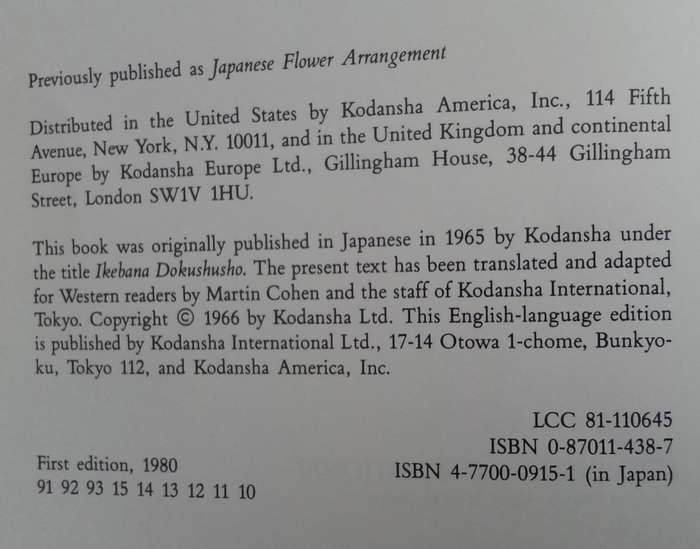 Previously published as Japanese Flower Arrangement
Distributed in the United States by Kodansha America, Inc., 114 Fifth
Avenue, New York, N.Y. 10011, and in the United Kingdom and continental
Europe by Kodansha Europe Ltd., Gillingham House, 38-44 Gillingham
Street, London SW1V 1HU.
This book was originally published in Japanese in 1965 by Kodansha under
the title Ikebana Dokushusho. The present text has been translated and adapted
for Western readers by Martin Cohen and the staff of Kodansha International,
Tokyo. Copyright © 1966 by Kodansha Ltd. This English-language edition
is published by Kodansha International Ltd., 17-14 Otowa 1-chome, Bunkyo-
ku, Tokyo 112, and Kodansha America, Inc.
LCC 81-110645
ISBN 0-87011-438-7
ISBN 4-7700-0915-1 (in Japan)
First edition, 1980
91 92 93 15 14 13 12 11 10